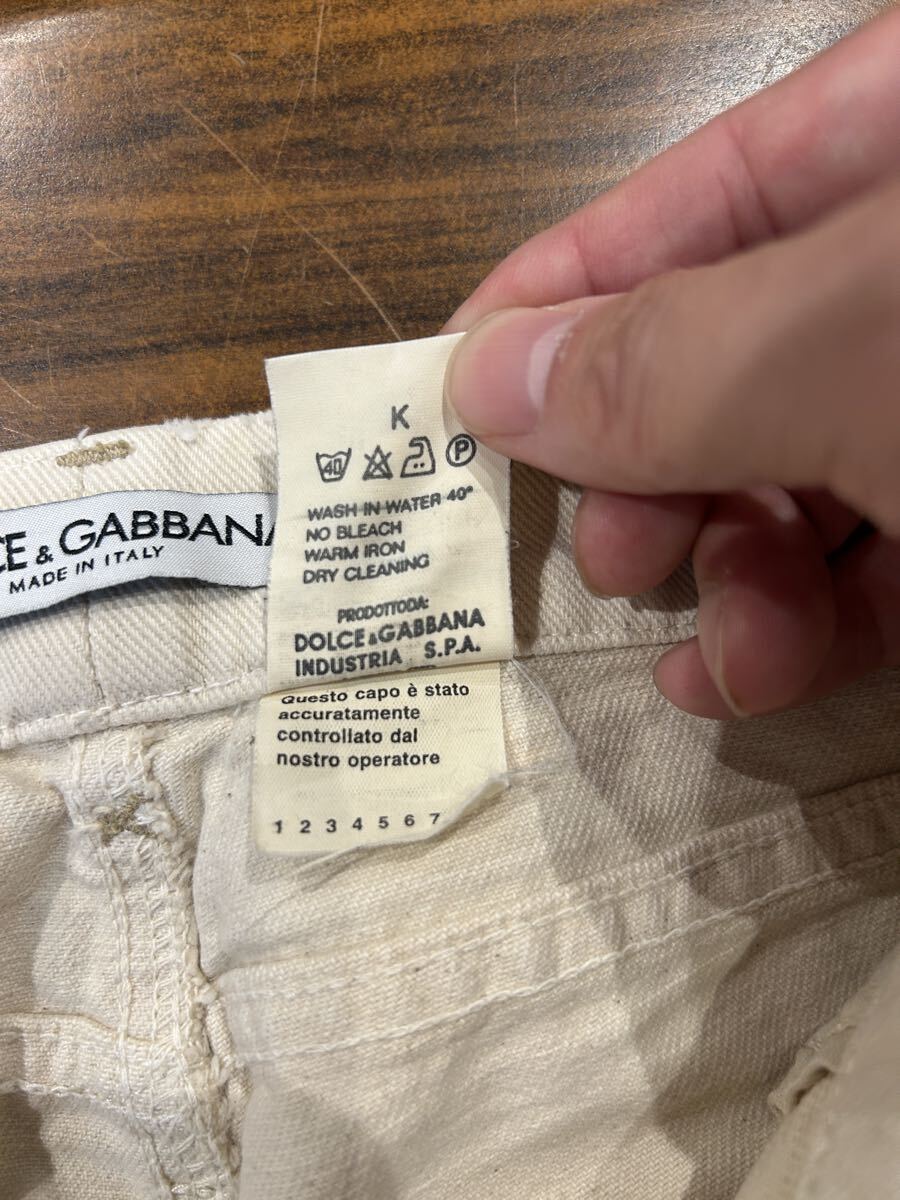 CE & GABBANA
MADE IN ITALY
K
40 P
WASH IN WATER 40°
NO BLEACH
WARM IRON
DRY CLEANING
PRODOTTODA:
DOLCE&GABBANA
INDUSTRIA S.P.A.
Questo capo è stato
accuratamente
controllato dal
nostro operatore
1 2 3 4 5 6 7